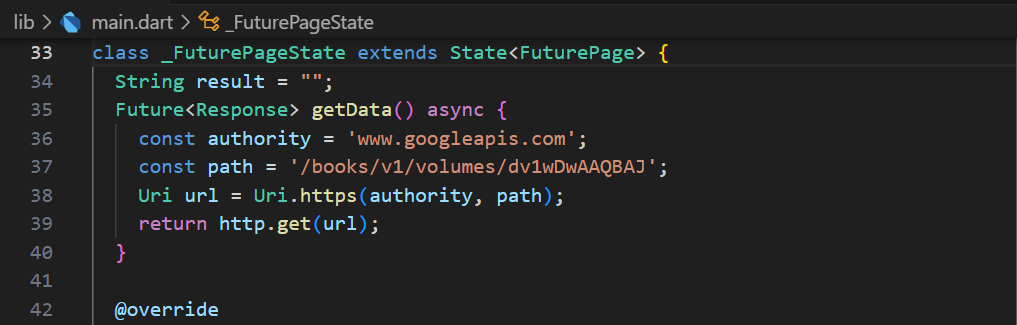 lib > main.dart > _FuturePageState
33 class _FuturePageState extends State<FuturePage> {
34   String result = "";
35   Future<Response> getData() async {
36     const authority = 'www.googleapis.com';
37     const path = '/books/v1/volumes/dv1wDwAAQBAJ';
38     Uri url = Uri.https(authority, path);
39     return http.get(url);
40   }
41
42   @override